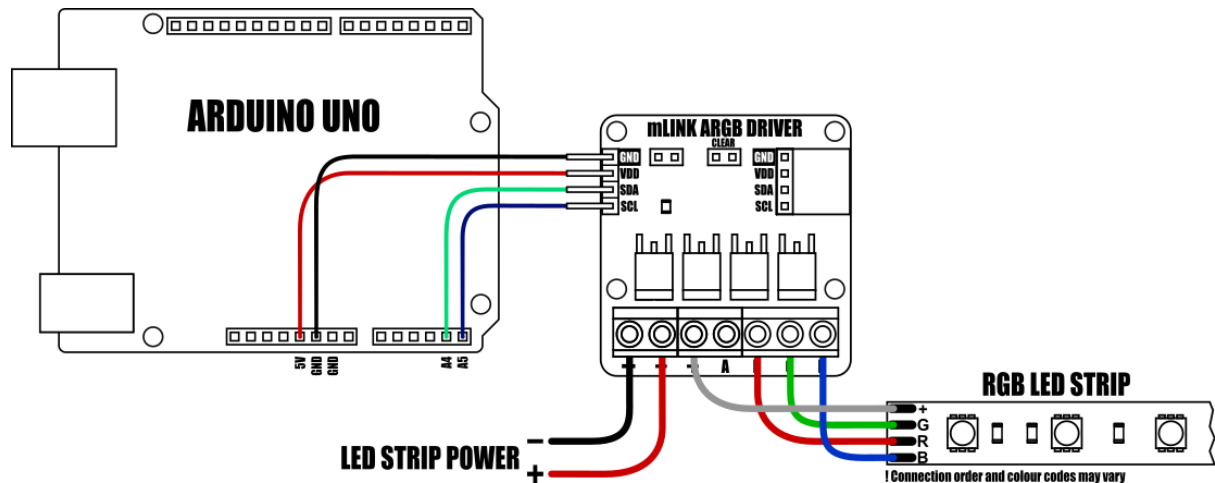 ARDUINO UNO
mLINK ARGB DRIVER
CLEAR
GND
VDD
SDA
SCL
GND
VDD
SDA
SCL
5V
GND
GND
A4
A5
A
RGB LED STRIP
+
G
R
B
LED STRIP POWER
−
+
! Connection order and colour codes may vary